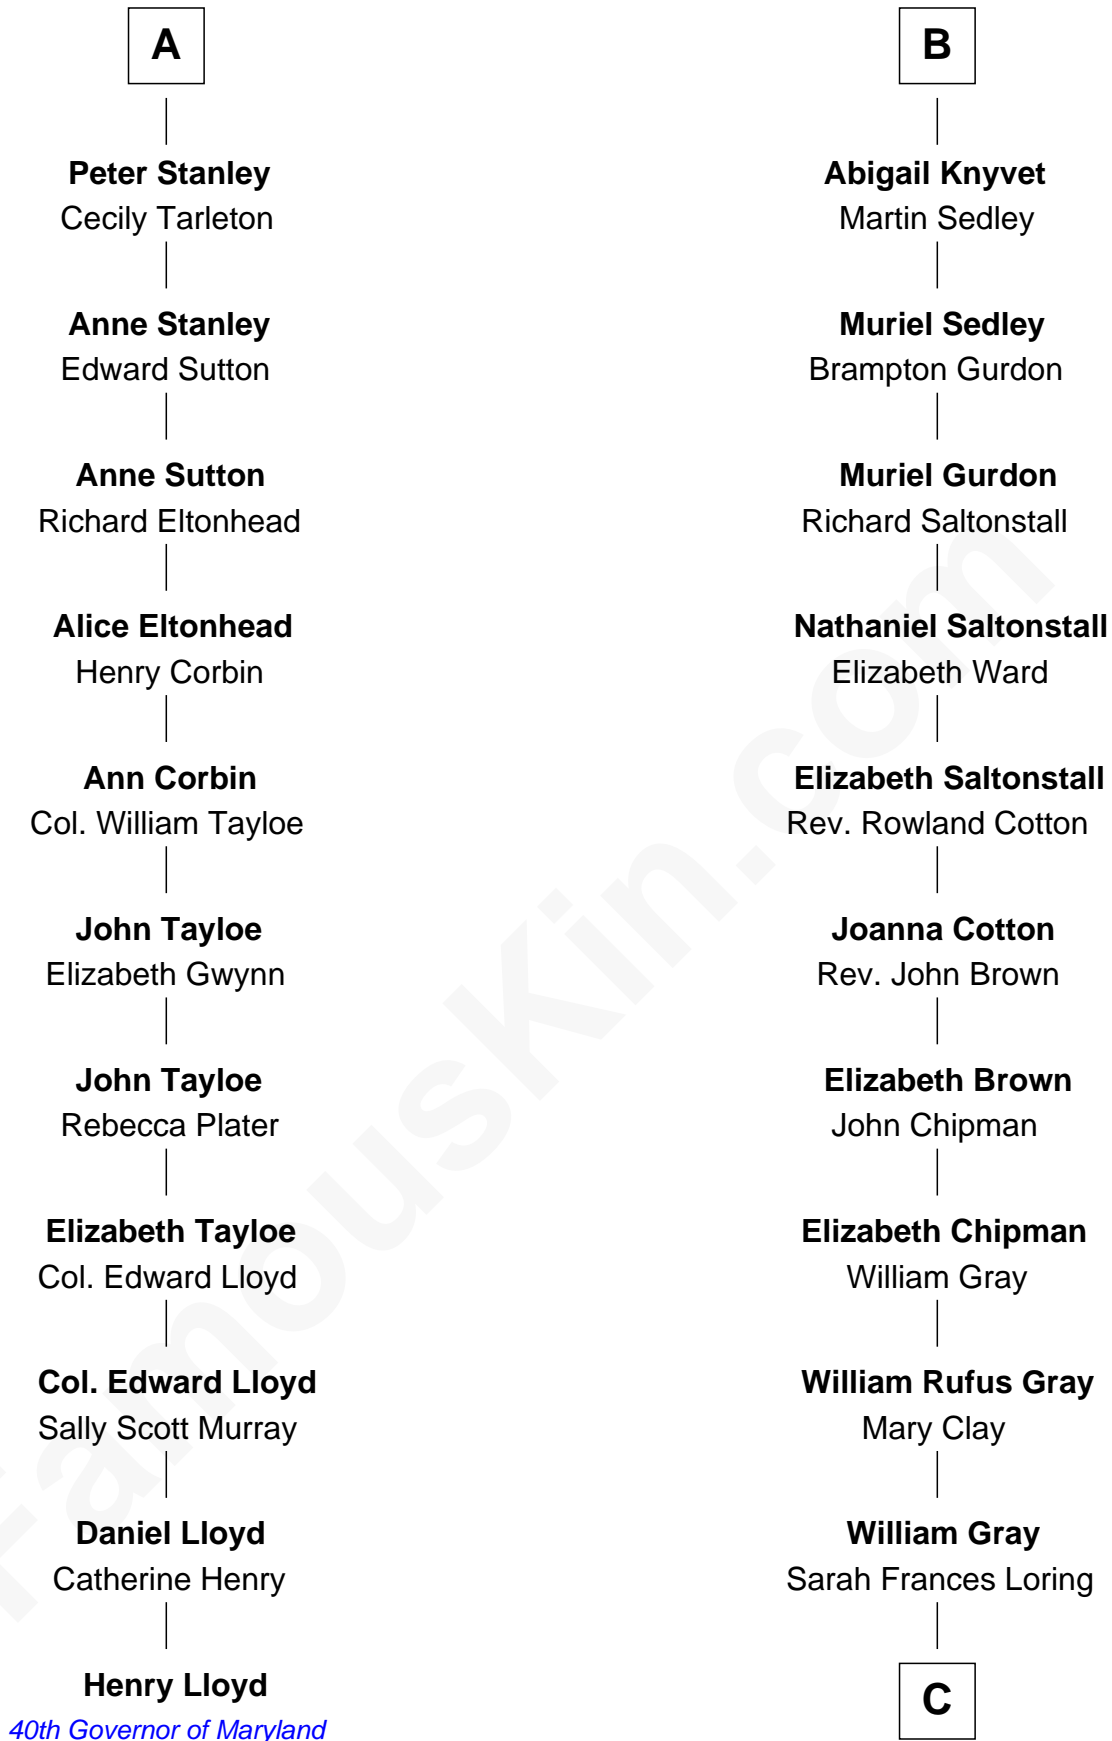 A
Peter Stanley
Cecily Tarleton
Anne Stanley
Edward Sutton
Anne Sutton
Richard Eltonhead
Alice Eltonhead
Henry Corbin
Ann Corbin
Col. William Tayloe
John Tayloe
Elizabeth Gwynn
John Tayloe
Rebecca Plater
Elizabeth Tayloe
Col. Edward Lloyd
Col. Edward Lloyd
Sally Scott Murray
Daniel Lloyd
Catherine Henry
Henry Lloyd
40th Governor of Maryland
B
Abigail Knyvet
Martin Sedley
Muriel Sedley
Brampton Gurdon
Muriel Gurdon
Richard Saltonstall
Nathaniel Saltonstall
Elizabeth Ward
Elizabeth Saltonstall
Rev. Rowland Cotton
Joanna Cotton
Rev. John Brown
Elizabeth Brown
John Chipman
Elizabeth Chipman
William Gray
William Rufus Gray
Mary Clay
William Gray
Sarah Frances Loring
C
FamousKin.com